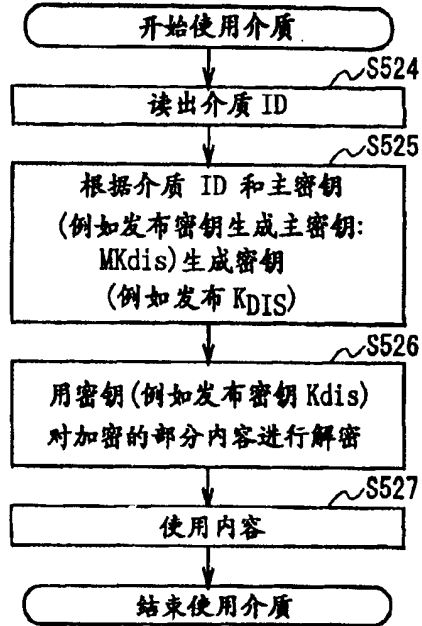 开始使用介质
S524
读出介质 ID
S525
根据介质 ID 和主密钥
(例如发布密钥生成主密钥:
MKdis)生成密钥
(例如发布 KDIS)
S526
用密钥(例如发布密钥 Kdis)
对加密的部分内容进行解密
S527
使用内容
结束使用介质